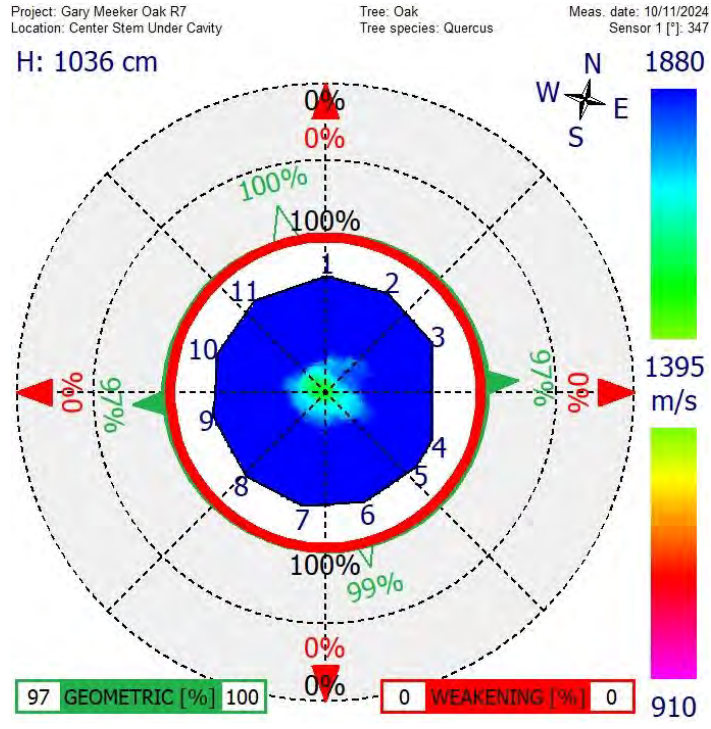 Project: Gary Meeker Oak R7 Tree: Oak Meas. date: 10/11/2024
Location: Center Stem Under Cavity Tree species: Quercus Sensor 1 [°]: 347
H: 1036 cm
N
1880
W
E
S
0%
0%
100%
100%
1
2
11
3
10
1395
m/s
0%
97%
97%
0%
9
4
5
8
7
6
100%
99%
0%
0%
97 GEOMETRIC [%] 100
0 WEAKENING [%] 0
910